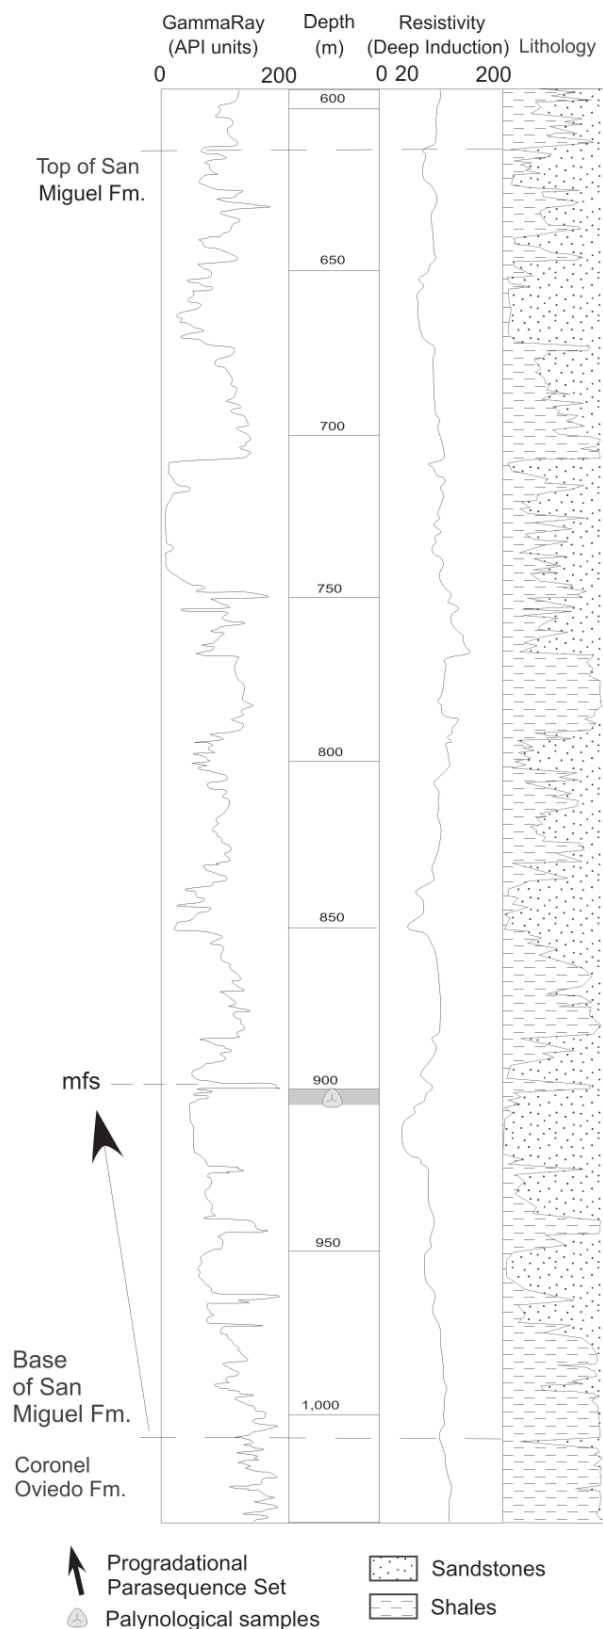 GammaRay Depth Resistivity
(API units) (m) (Deep Induction) Lithology
0 200 0 20 200
600
Top of San
Miguel Fm.
650
700
750
800
850
mfs
900
950
Base
of San
Miguel Fm.
1,000
Coronel
Oviedo Fm.
Progradational
Parasequence Set
Palynological samples
Sandstones
Shales